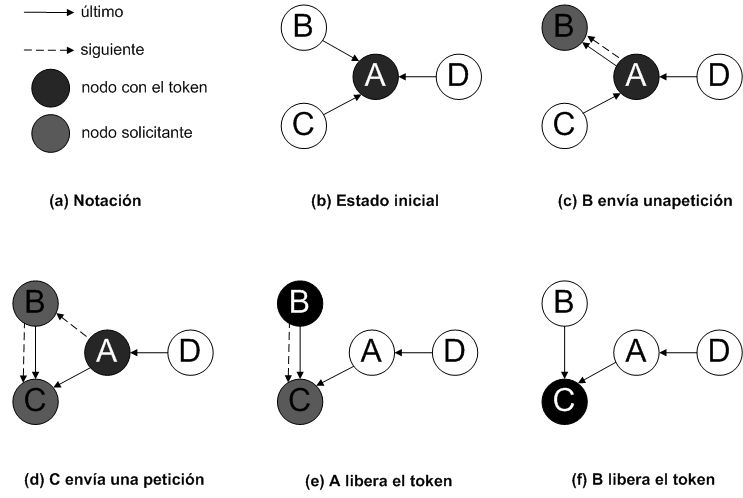 último
siguiente
nodo con el token
nodo solicitante
(a) Notación
B
A
D
C
(b) Estado inicial
B
A
D
C
(c) B envía unapetición
B
A
D
C
(d) C envía una petición
B
A
D
C
(e) A libera el token
B
A
D
C
(f) B libera el token